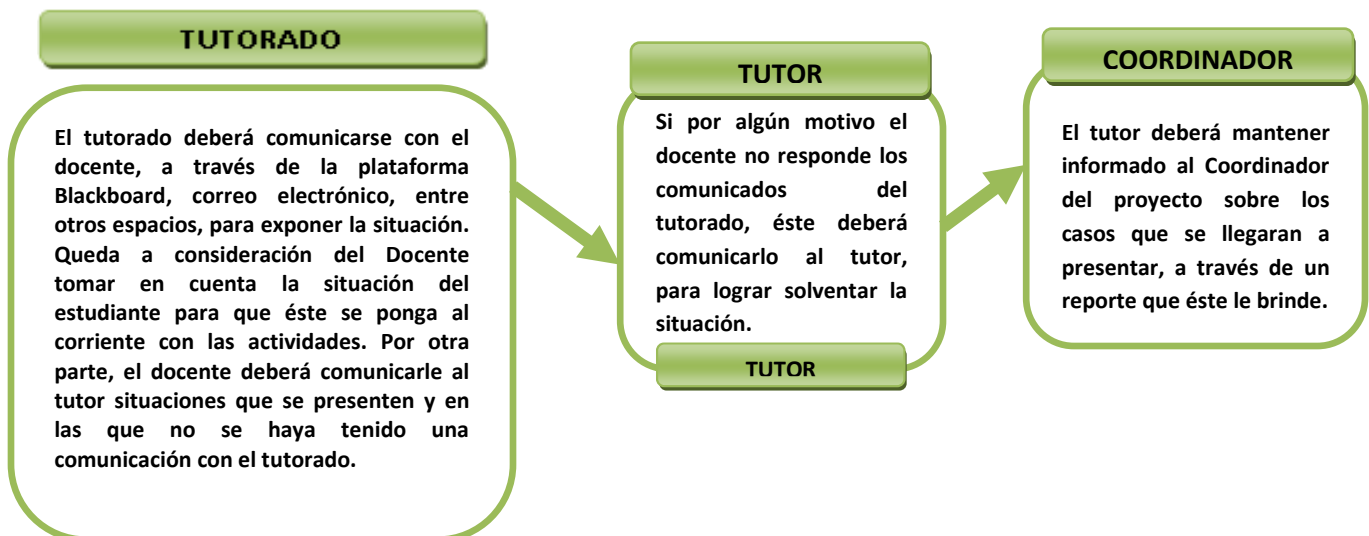 TUTORADO
El tutorado deberá comunicarse con el
docente, a través de la plataforma
Blackboard, correo electrónico, entre
otros espacios, para exponer la situación.
Queda a consideración del Docente
tomar en cuenta la situación del
estudiante para que éste se ponga al
corriente con las actividades. Por otra
parte, el docente deberá comunicarle al
tutor situaciones que se presenten y en
las que no se haya tenido una
comunicación con el tutorado.
TUTOR
Si por algún motivo el
docente no responde los
comunicados del
tutorado, éste deberá
comunicarlo al tutor,
para lograr solventar la
situación.
TUTOR
COORDINADOR
El tutor deberá mantener
informado al Coordinador
del proyecto sobre los
casos que se llegaran a
presentar, a través de un
reporte que éste le brinde.